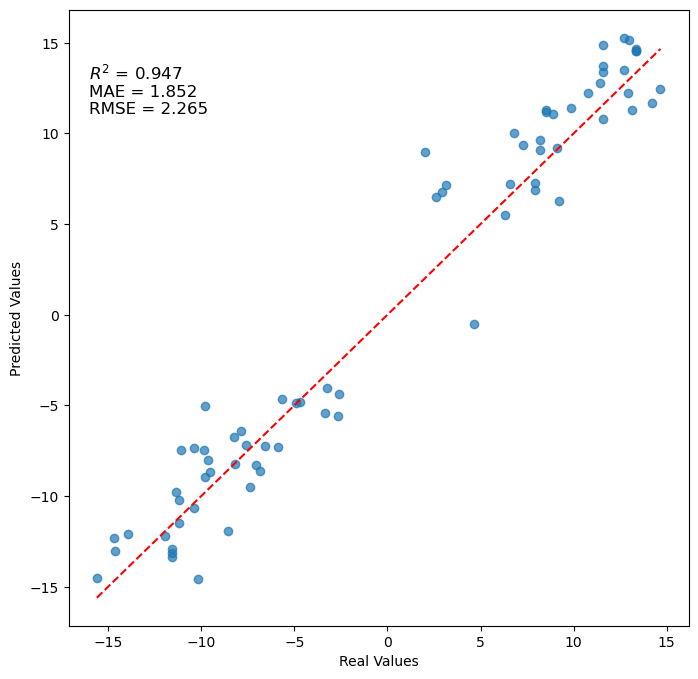 R² = 0.947
MAE = 1.852
RMSE = 2.265
15
10
5
0
−5
−10
−15
Predicted Values
−15 −10 −5 0 5 10 15
Real Values